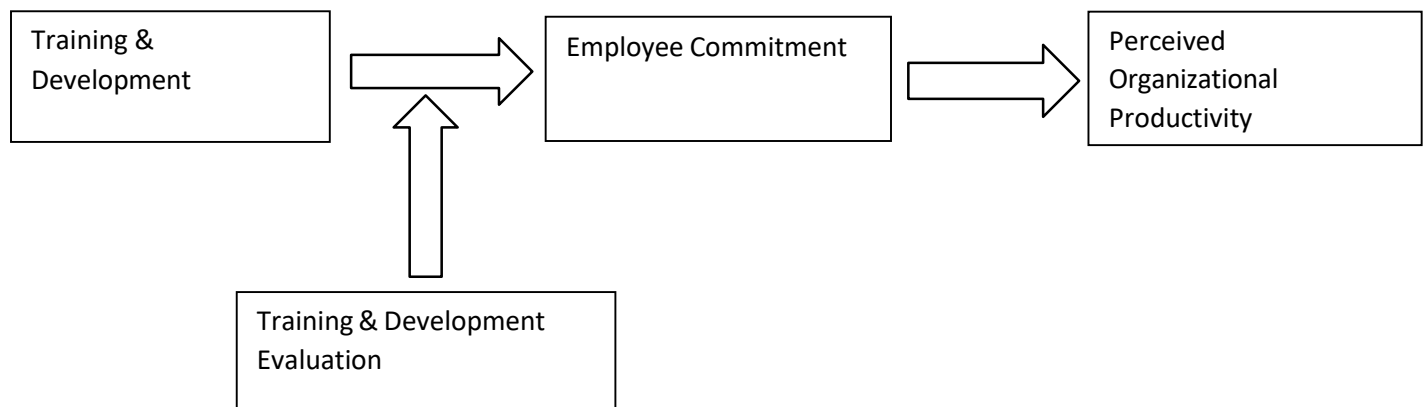 Training &
Development
Employee Commitment
Perceived
Organizational
Productivity
Training & Development
Evaluation